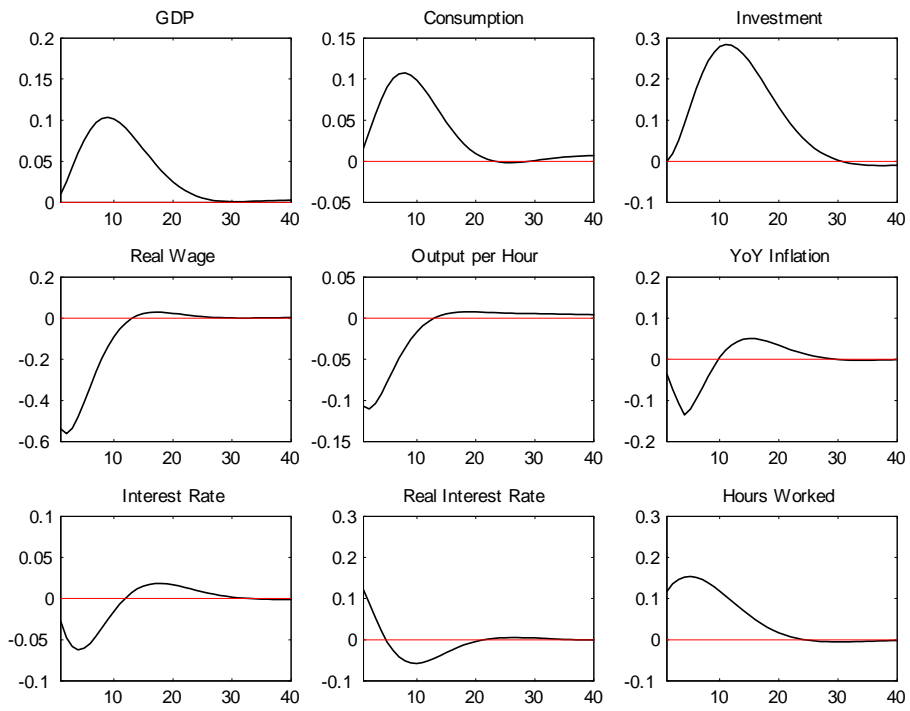 GDP
Consumption
Investment
0.2
0.15
0.1
0.05
0
10 20 30 40
0.15
0.1
0.05
0
-0.05
10 20 30 40
0.3
0.2
0.1
0
-0.1
10 20 30 40
Real Wage
Output per Hour
YoY Inflation
0.2
0
-0.2
-0.4
-0.6
10 20 30 40
0.05
0
-0.05
-0.1
-0.15
10 20 30 40
0.2
0.1
0
-0.1
-0.2
10 20 30 40
Interest Rate
Real Interest Rate
Hours Worked
0.1
0.05
0
-0.05
-0.1
10 20 30 40
0.3
0.2
0.1
0
-0.1
10 20 30 40
0.3
0.2
0.1
0
-0.1
10 20 30 40